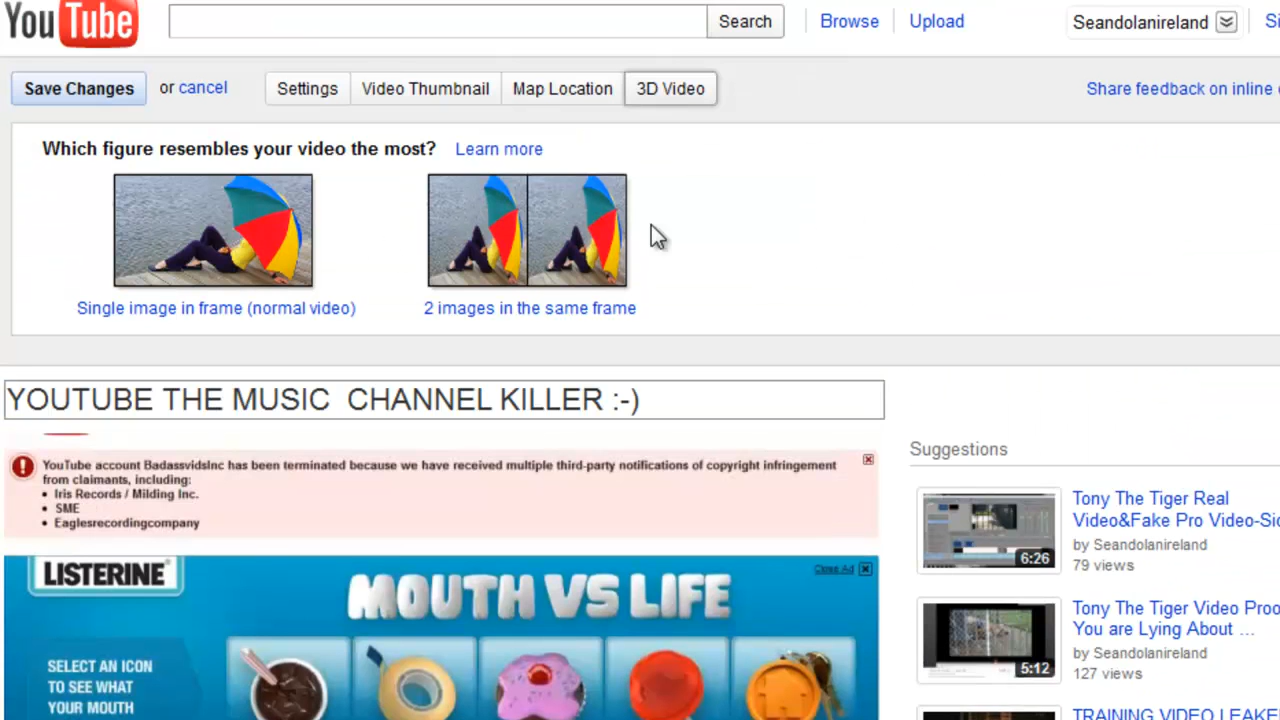 YouTube
Search
Browse
Upload
Seandolanireland
Save Changes
or cancel
Settings
Video Thumbnail
Map Location
3D Video
Share feedback on inline
Which figure resembles your video the most? Learn more
Single image in frame (normal video)
2 images in the same frame
YOUTUBE THE MUSIC CHANNEL KILLER :-)
YouTube account BadassvidsInc has been terminated because we have received multiple third-party notifications of copyright infringement
from claimants, including:
• Iris Records / Milding Inc.
• SME
• Eaglesrecordingcompany
LISTERINE
MOUTH VS LIFE
Close Ad
SELECT AN ICON
TO SEE WHAT
YOUR MOUTH
Suggestions
6:26
Tony The Tiger Real
Video&Fake Pro Video-Si
by Seandolanireland
79 views
5:12
Tony The Tiger Video Proo
You are Lying About ...
by Seandolanireland
127 views
TRAINING VIDEO LEAKE